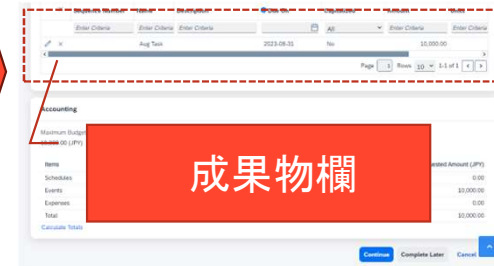 Enter Criteria Enter Criteria Enter Criteria All Enter Criteria Enter Criteria
Aug Task 2023-08-31 No 10,000.00
Page 1 Rows 10 1-1 of 1
Accounting
Maximum Budget
(JPY)
成果物欄
Items Amount (JPY)
Schedules 0.00
Events 10,000.00
Expenses 0.00
Total 10,000.00
Calculate Totals
Continue Complete Later Cancel